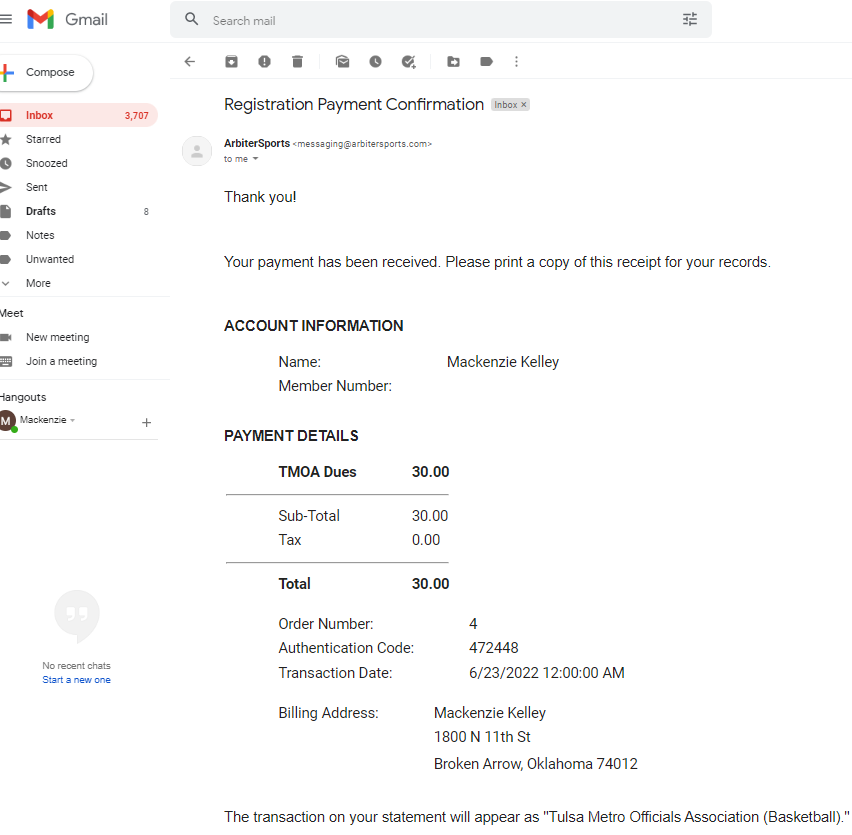 Gmail
Search mail
Compose
Inbox 3,707
Starred
Snoozed
Sent
Drafts 8
Notes
Unwanted
More
Meet
New meeting
Join a meeting
Hangouts
M Mackenzie
No recent chats
Start a new one
Registration Payment Confirmation Inbox ×
ArbiterSports <messaging@arbitersports.com>
to me
Thank you!
Your payment has been received. Please print a copy of this receipt for your records.
ACCOUNT INFORMATION
Name: Mackenzie Kelley
Member Number:
PAYMENT DETAILS
TMOA Dues 30.00
Sub-Total 30.00
Tax 0.00
Total 30.00
Order Number: 4
Authentication Code: 472448
Transaction Date: 6/23/2022 12:00:00 AM
Billing Address: Mackenzie Kelley
1800 N 11th St
Broken Arrow, Oklahoma 74012
The transaction on your statement will appear as "Tulsa Metro Officials Association (Basketball)."